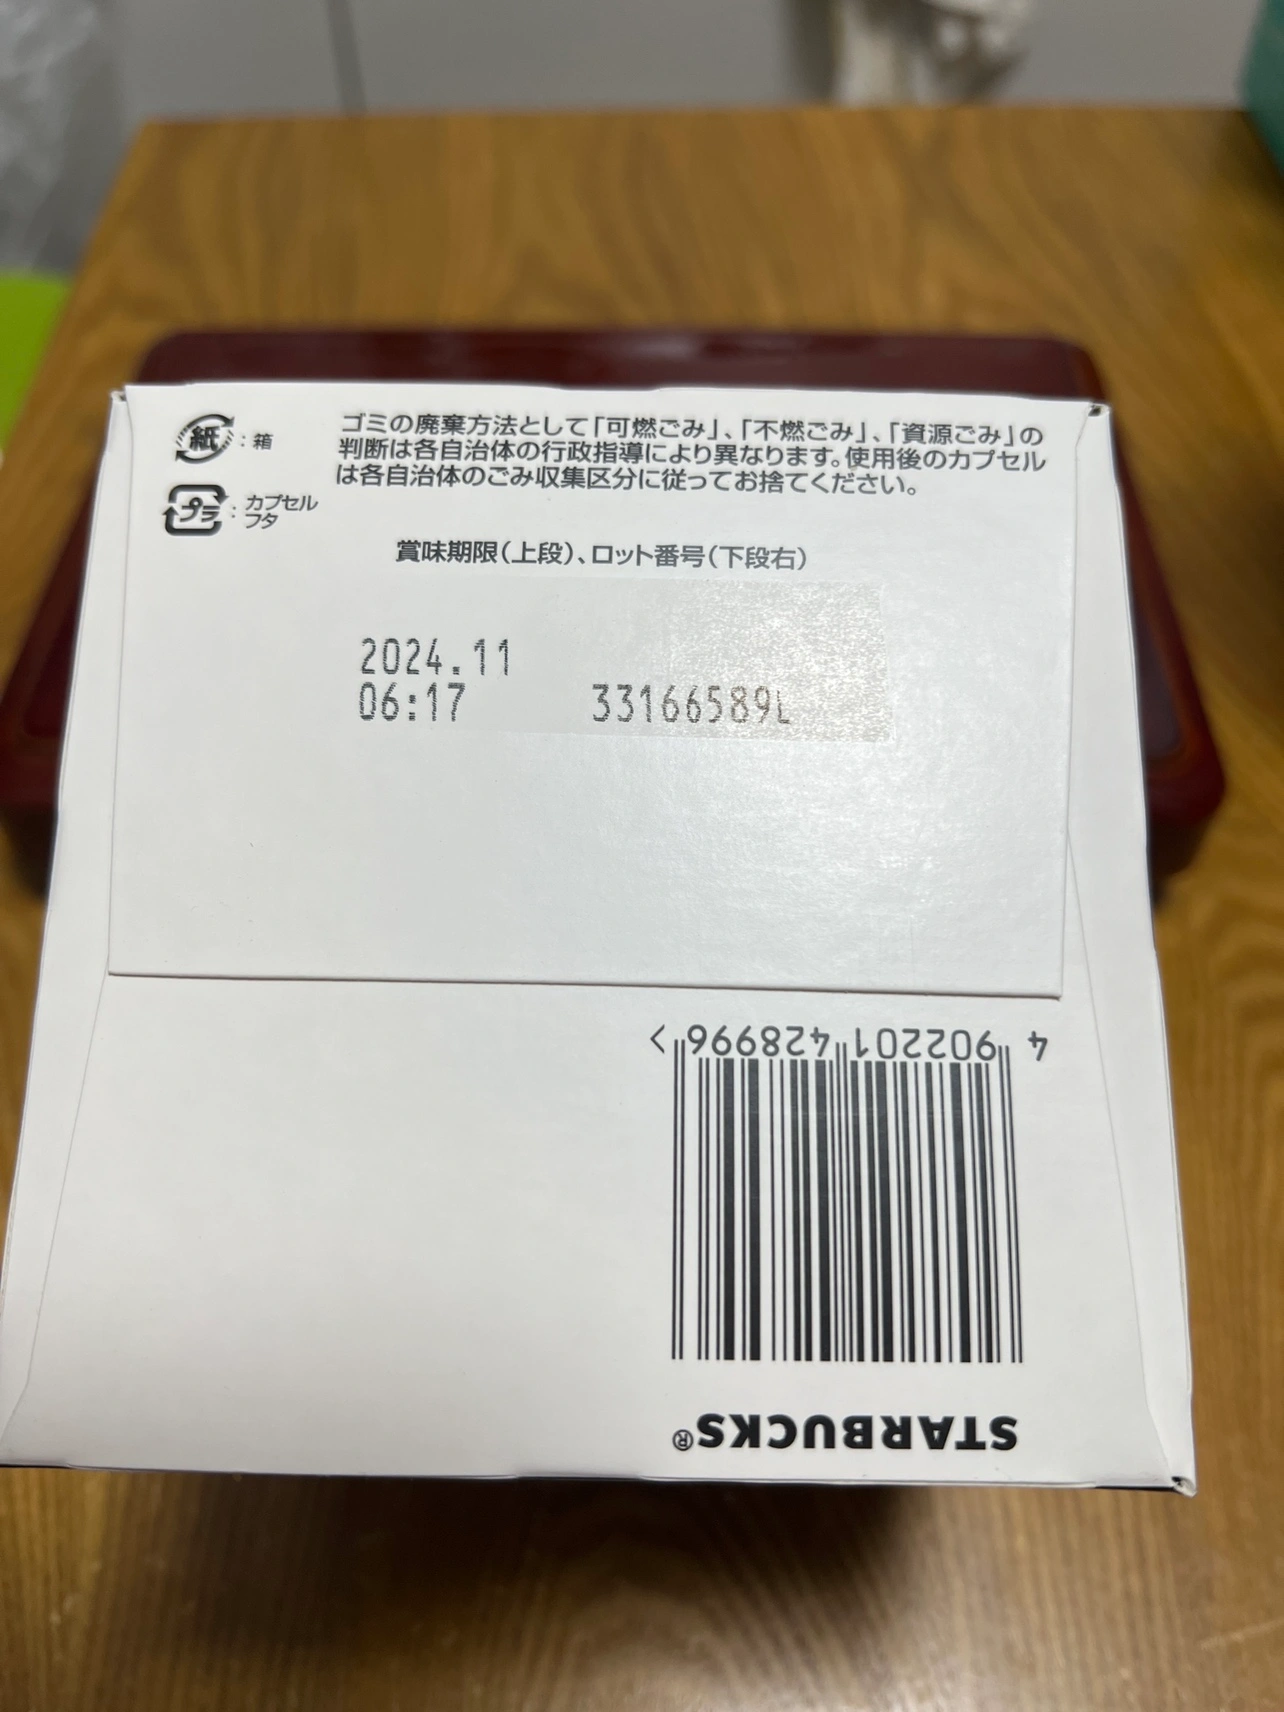 紙 : 箱
プラ : カプセル
フタ
ゴミの廃棄方法として「可燃ごみ」、「不燃ごみ」、「資源ごみ」の
判断は各自治体の行政指導により異なります。使用後のカプセル
は各自治体のごみ収集区分に従ってお捨てください。
賞味期限(上段)、ロット番号(下段右)
2024.11
06:17 33166589L
4 902201 428996 >
STARBUCKS®